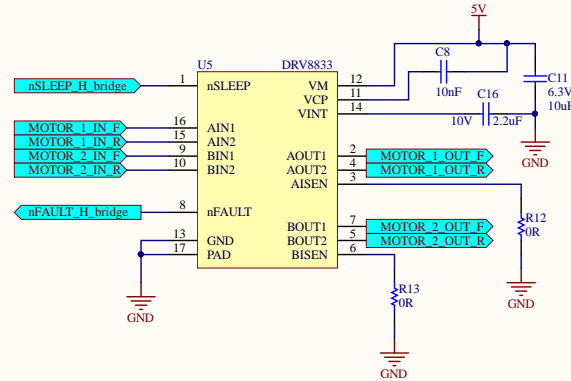 5V
U5 DRV8833
C8
10nF
C11
6.3V
10uF
C16
10V 2.2uF
GND
nSLEEP_H_bridge 1 nSLEEP
VM 12
VCP 11
VINT 14
MOTOR_1_IN_F 16 AIN1
MOTOR_1_IN_R 15 AIN2
MOTOR_2_IN_F 9 BIN1
MOTOR_2_IN_R 10 BIN2
AOUT1 2 MOTOR_1_OUT_F
AOUT2 4 MOTOR_1_OUT_R
AISEN 3
nFAULT_H_bridge 8 nFAULT
BOUT1 7 MOTOR_2_OUT_F
BOUT2 5 MOTOR_2_OUT_R
BISEN 6
13 GND
17 PAD
R12
0R
GND
R13
0R
GND
GND